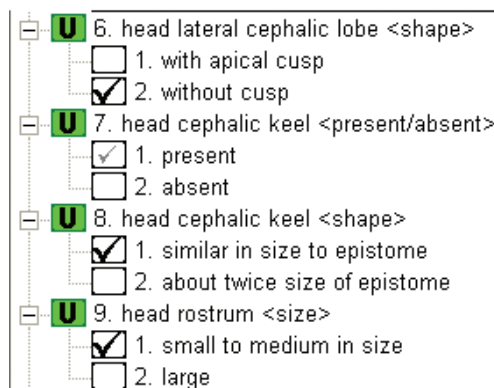 U 6. head lateral cephalic lobe <shape>
1. with apical cusp
2. without cusp
U 7. head cephalic keel <present/absent>
1. present
2. absent
U 8. head cephalic keel <shape>
1. similar in size to epistome
2. about twice size of epistome
U 9. head rostrum <size>
1. small to medium in size
2. large